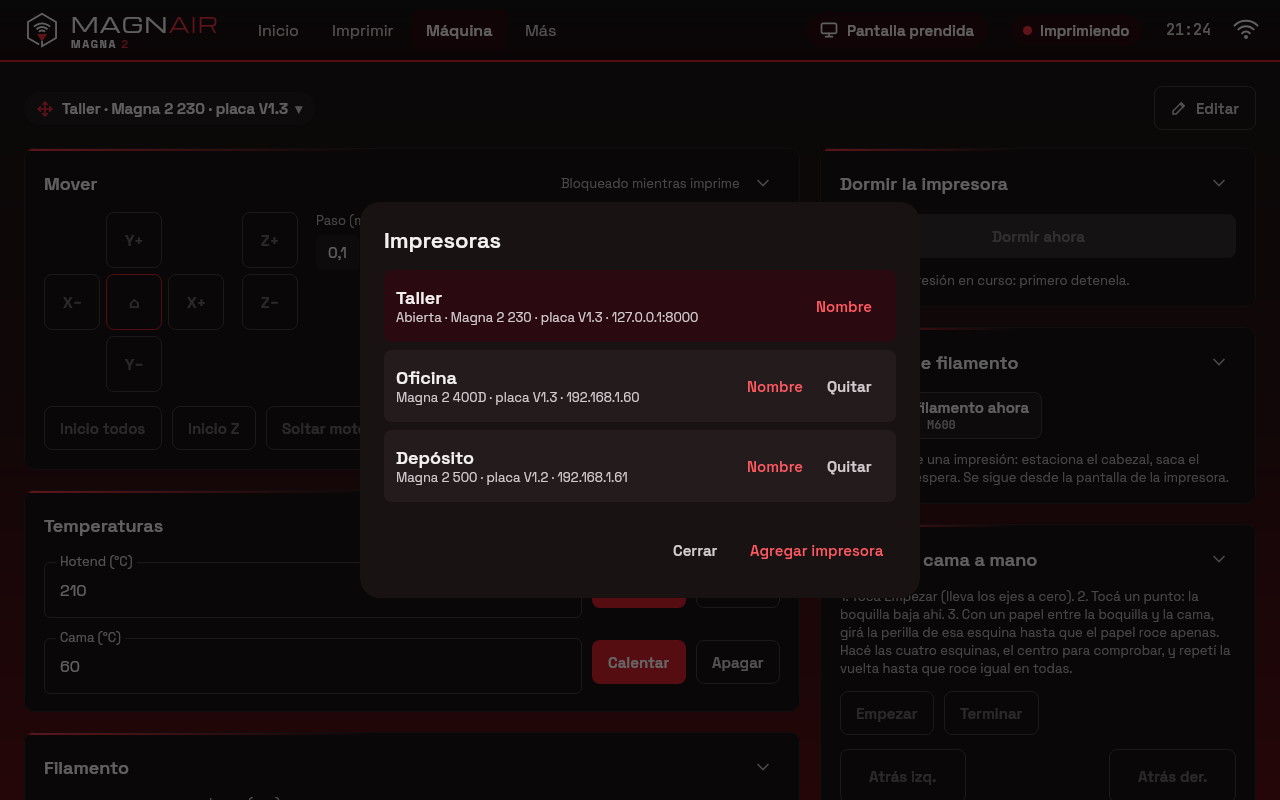 MAGNAIR
MAGNA 2
Inicio
Imprimir
Máquina
Más
Pantalla prendida
Imprimiendo
21:24
Taller · Magna 2 230 · placa V1.3 ▾
Editar
Mover
Bloqueado mientras imprime
Y+
Z+
Paso (m
0,1
X−
⌂
X+
Z−
Y−
Inicio todos
Inicio Z
Soltar mot
Dormir la impresora
Dormir ahora
resión en curso: primero detenela.
e filamento
ilamento ahora
M600
e una impresión: estaciona el cabezal, saca el
espera. Se sigue desde la pantalla de la impresora.
Impresoras
Taller
Abierta · Magna 2 230 · placa V1.3 · 127.0.0.1:8000
Nombre
Oficina
Magna 2 400D · placa V1.3 · 192.168.1.60
Nombre
Quitar
Depósito
Magna 2 500 · placa V1.2 · 192.168.1.61
Nombre
Quitar
Cerrar
Agregar impresora
Temperaturas
Hotend (°C)
210
Cama (°C)
60
Calentar
Apagar
cama a mano
1. Tocá Empezar (lleva los ejes a cero). 2. Tocá un punto: la
boquilla baja ahí. 3. Con un papel entre la boquilla y la cama,
girá la perilla de esa esquina hasta que el papel roce apenas.
Hacé las cuatro esquinas, el centro para comprobar, y repetí la
vuelta hasta que roce igual en todas.
Empezar
Terminar
Atrás izq.
Atrás der.
Filamento